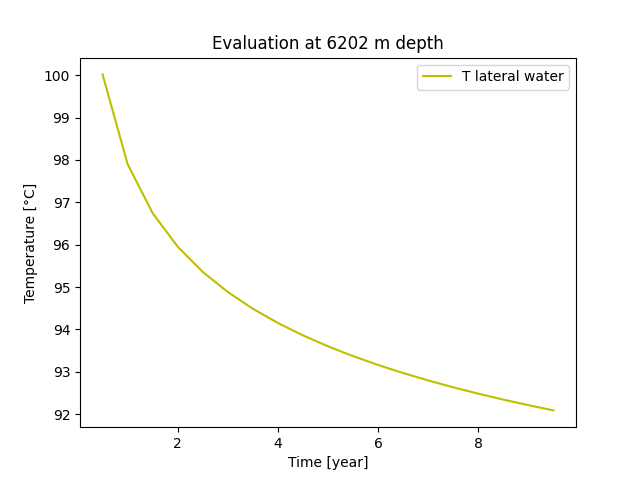 Evaluation at 6202 m depth
T lateral water
Temperature [°C]
100
99
98
97
96
95
94
93
92
2 4 6 8
Time [year]